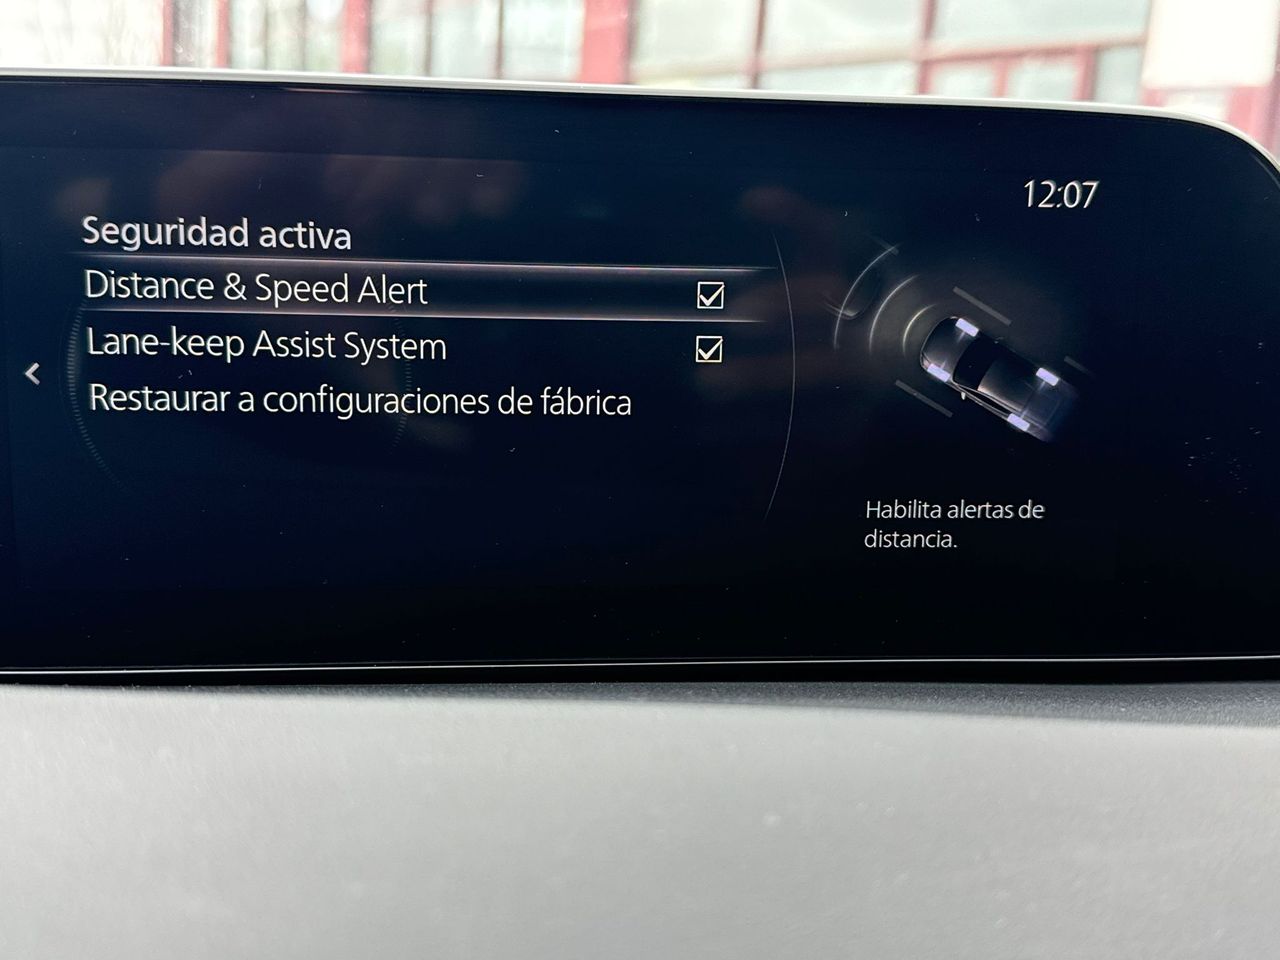 12:07
Seguridad activa
Distance & Speed Alert
Lane-keep Assist System
Restaurar a configuraciones de fábrica
Habilita alertas de
distancia.